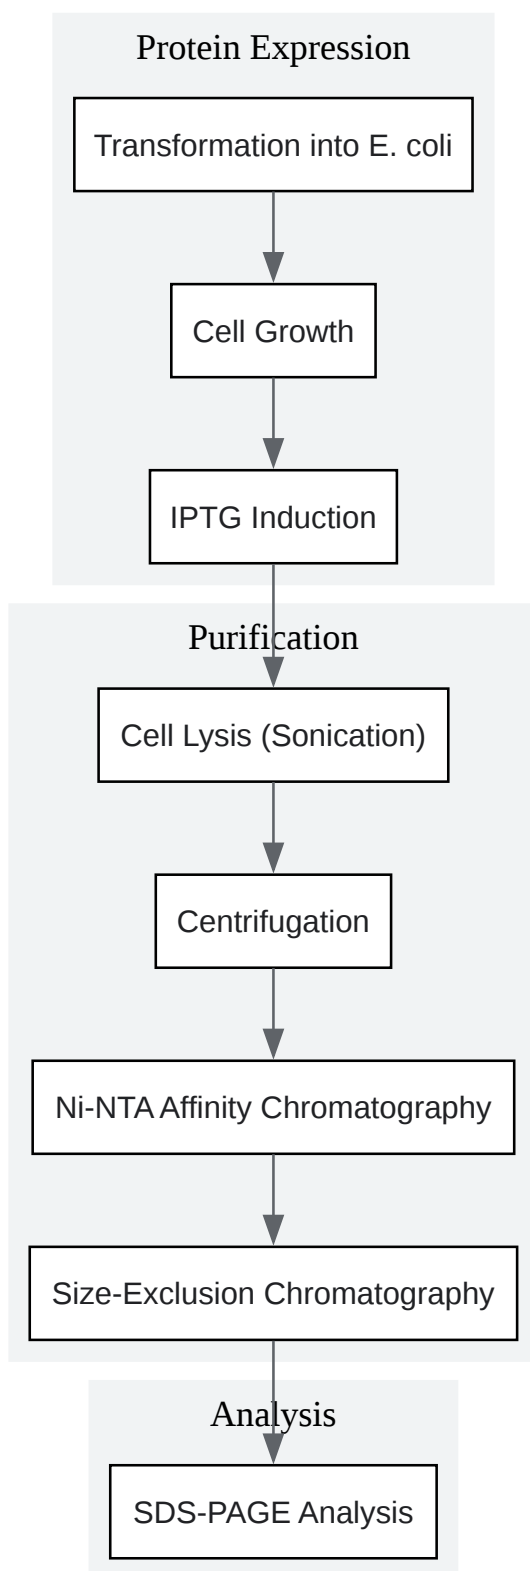 Protein Expression
Transformation into E. coli
Cell Growth
IPTG Induction
Purification
Cell Lysis (Sonication)
Centrifugation
Ni-NTA Affinity Chromatography
Size-Exclusion Chromatography
Analysis
SDS-PAGE Analysis